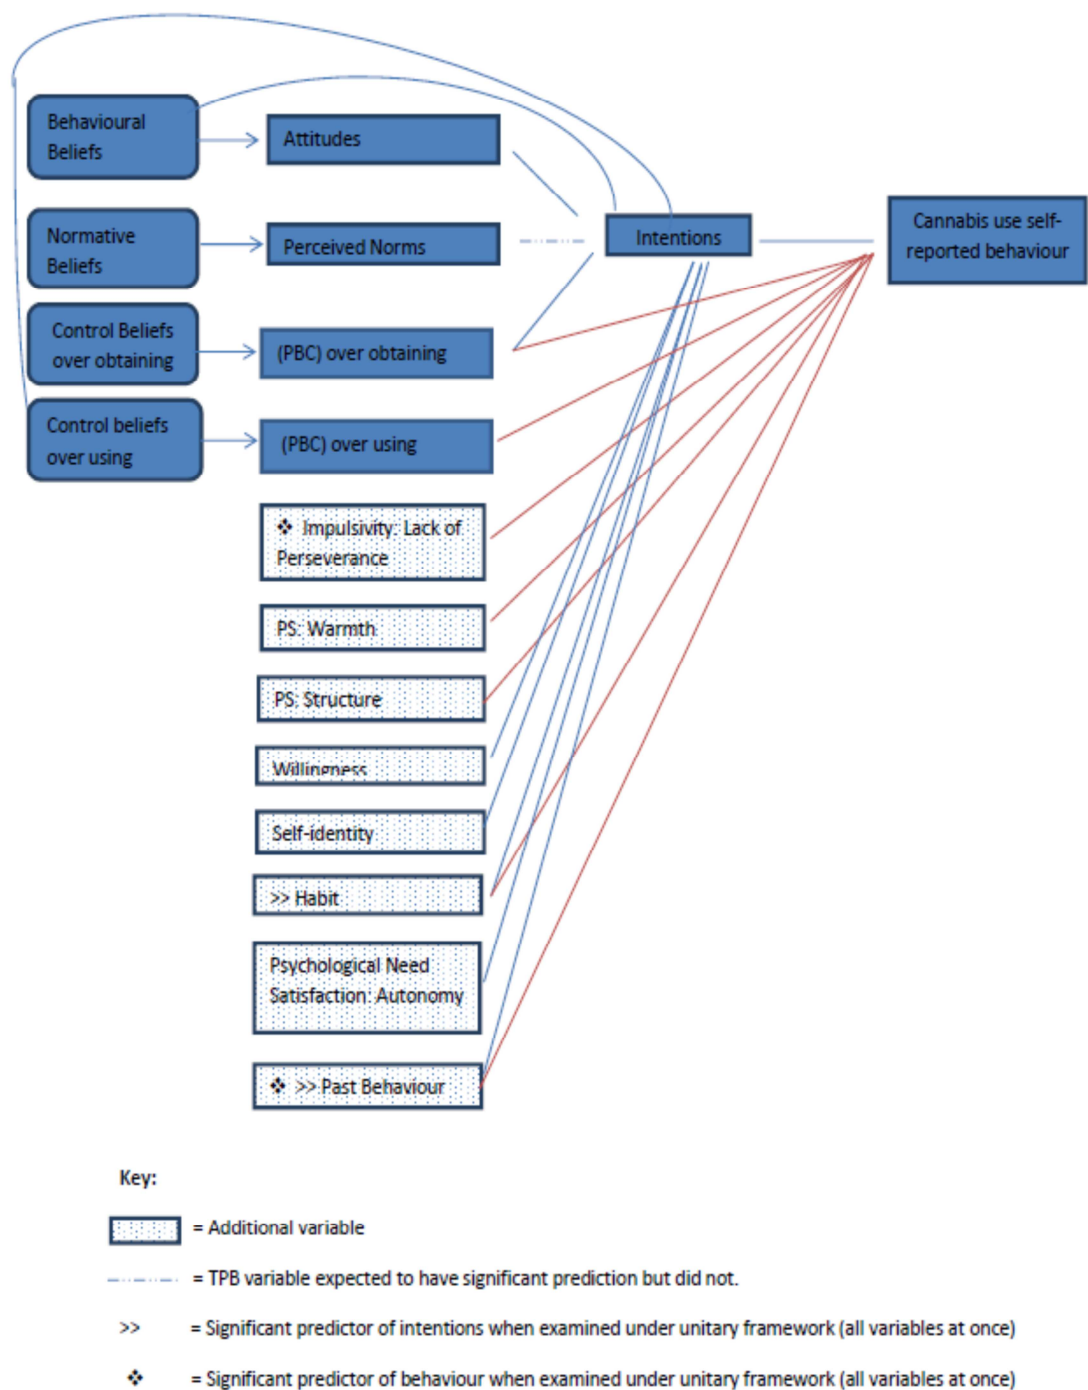 Behavioural
Beliefs
Attitudes
Normative
Beliefs
Perceived Norms
Intentions
Cannabis use self-
reported behaviour
Control Beliefs
over obtaining
(PBC) over obtaining
Control beliefs
over using
(PBC) over using
❖ Impulsivity: Lack of
Perseverance
PS: Warmth
PS: Structure
Willingness
Self-identity
>> Habit
Psychological Need
Satisfaction: Autonomy
❖ >> Past Behaviour
Key:
= Additional variable
= TPB variable expected to have significant prediction but did not.
>> = Significant predictor of intentions when examined under unitary framework (all variables at once)
❖ = Significant predictor of behaviour when examined under unitary framework (all variables at once)